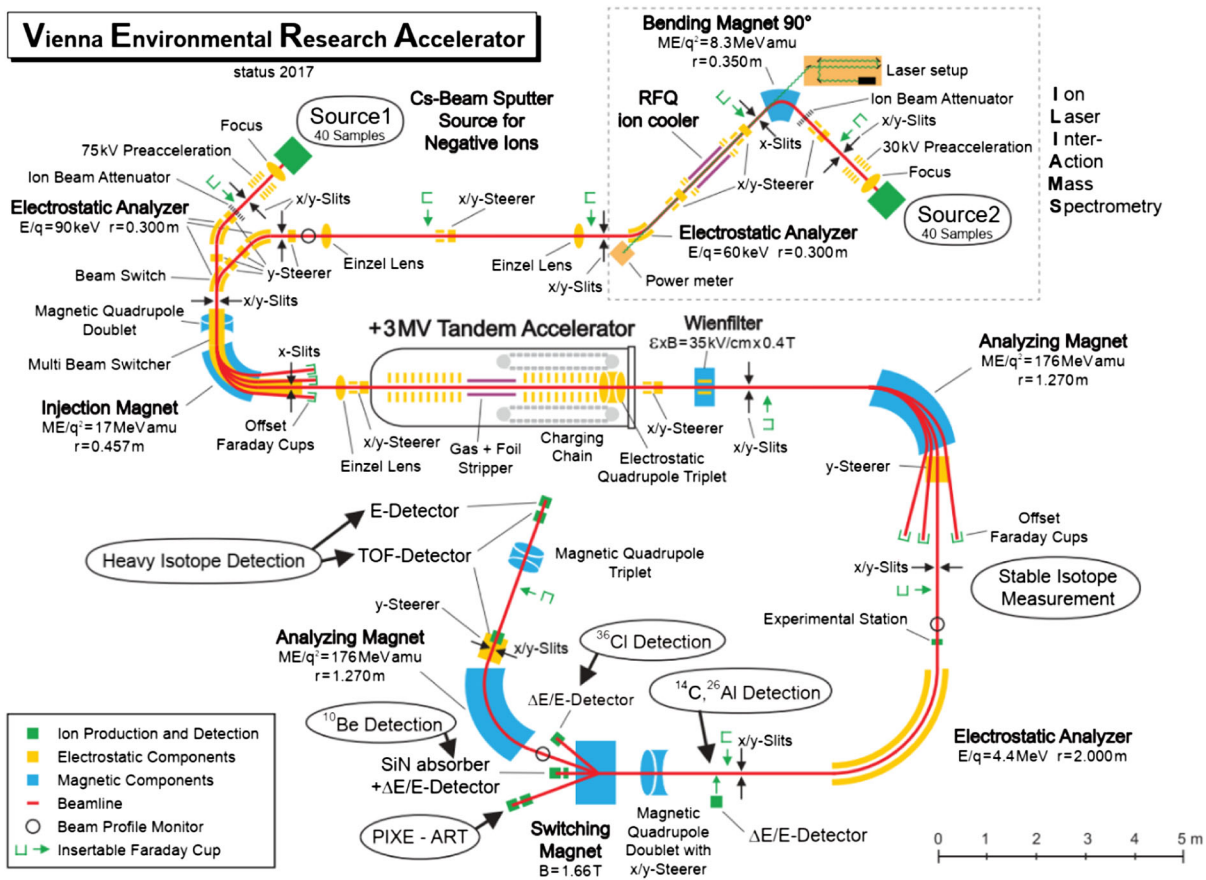 Vienna Environmental Research Accelerator
status 2017
Source1
40 Samples
Cs-Beam Sputter
Source for
Negative Ions
Focus
75kV Preacceleration
Ion Beam Attenuator
x/y-Slits
Electrostatic Analyzer
E/q=90keV r=0.300m
x/y-Steerer
Beam Switch
y-Steerer
Einzel Lens
Einzel Lens
x/y-Slits
x/y-Slits
Magnetic Quadrupole
Doublet
Multi Beam Switcher
x-Slits
Injection Magnet
ME/q²=17MeVamu
r=0.457m
Offset
Faraday Cups
Bending Magnet 90°
ME/q²=8.3MeVamu
r=0.350m
Laser setup
RFQ
ion cooler
Ion Beam Attenuator
x/y-Slits
x-Slits
30kV Preacceleration
x/y-Steerer
Focus
Source2
40 Samples
Electrostatic Analyzer
E/q=60keV r=0.300m
Power meter
Ion
Laser
Inter-
Action
Mass
Spectrometry
+3MV Tandem Accelerator
Wienfilter
ExB=35kV/cmx0.4T
x/y-Steerer
Einzel Lens
Gas + Foil
Stripper
Charging
Chain
x/y-Steerer
Electrostatic
Quadrupole Triplet
x/y-Slits
Analyzing Magnet
ME/q²=176MeVamu
r=1.270m
y-Steerer
Offset
Faraday Cups
x/y-Slits
Stable Isotope
Measurement
Experimental Station
Electrostatic Analyzer
E/q=4.4MeV r=2.000m
E-Detector
Heavy Isotope Detection
TOF-Detector
Magnetic Quadrupole
Triplet
y-Steerer
x/y-Slits
Analyzing Magnet
ME/q²=176MeVamu
r=1.270m
³⁶Cl Detection
ΔE/E-Detector
¹⁴C,²⁶Al Detection
x/y-Slits
¹⁰Be Detection
SiN absorber
+ΔE/E-Detector
PIXE - ART
Switching
Magnet
B=1.66T
Magnetic
Quadrupole
Doublet with
x/y-Steerer
ΔE/E-Detector
Ion Production and Detection
Electrostatic Components
Magnetic Components
Beamline
Beam Profile Monitor
Insertable Faraday Cup
0 1 2 3 4 5 m